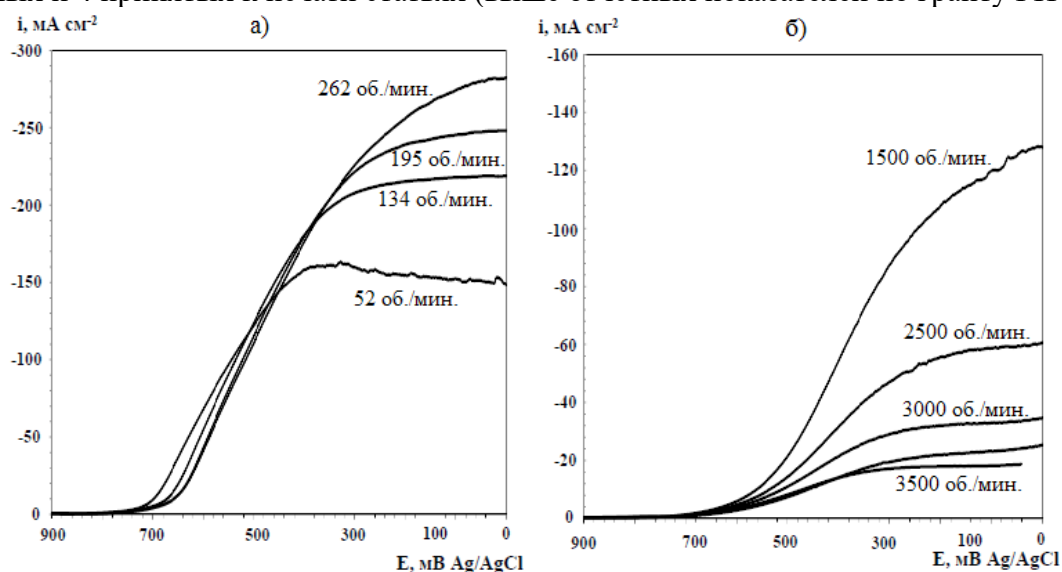 i, мА см-2 а)
-300
-250
-200
-150
-100
-50
0
262 об./мин.
195 об./мин.
134 об./мин.
52 об./мин.
900 700 500 300 100 0
E, мВ Ag/AgCl
i, мА см-2 б)
-160
-140
-120
-100
-80
-60
-40
-20
0
1500 об./мин.
2500 об./мин.
3000 об./мин.
3500 об./мин.
900 700 500 300 100 0
E, мВ Ag/AgCl